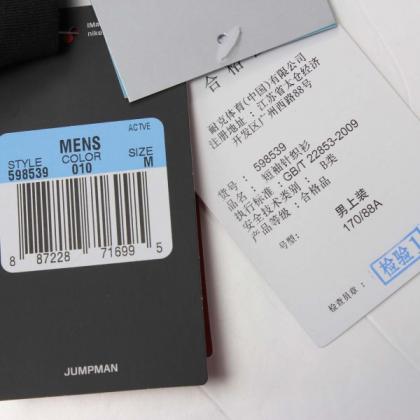 nike
ACTVE
MENS
STYLE COLOR SIZE
598539 010 M
8 87228 71699 5
JUMPMAN
合格
耐克体育(中国)有限公司
注册地址：江苏省太仓经济
开发区广州西路88号
货号：598539
品名：短袖针织衫
执行标准：GB/T 22853-2009
安全技术类别：B类
产品等级：合格品
号型：男上装
170/88A
检验1
检查员章：